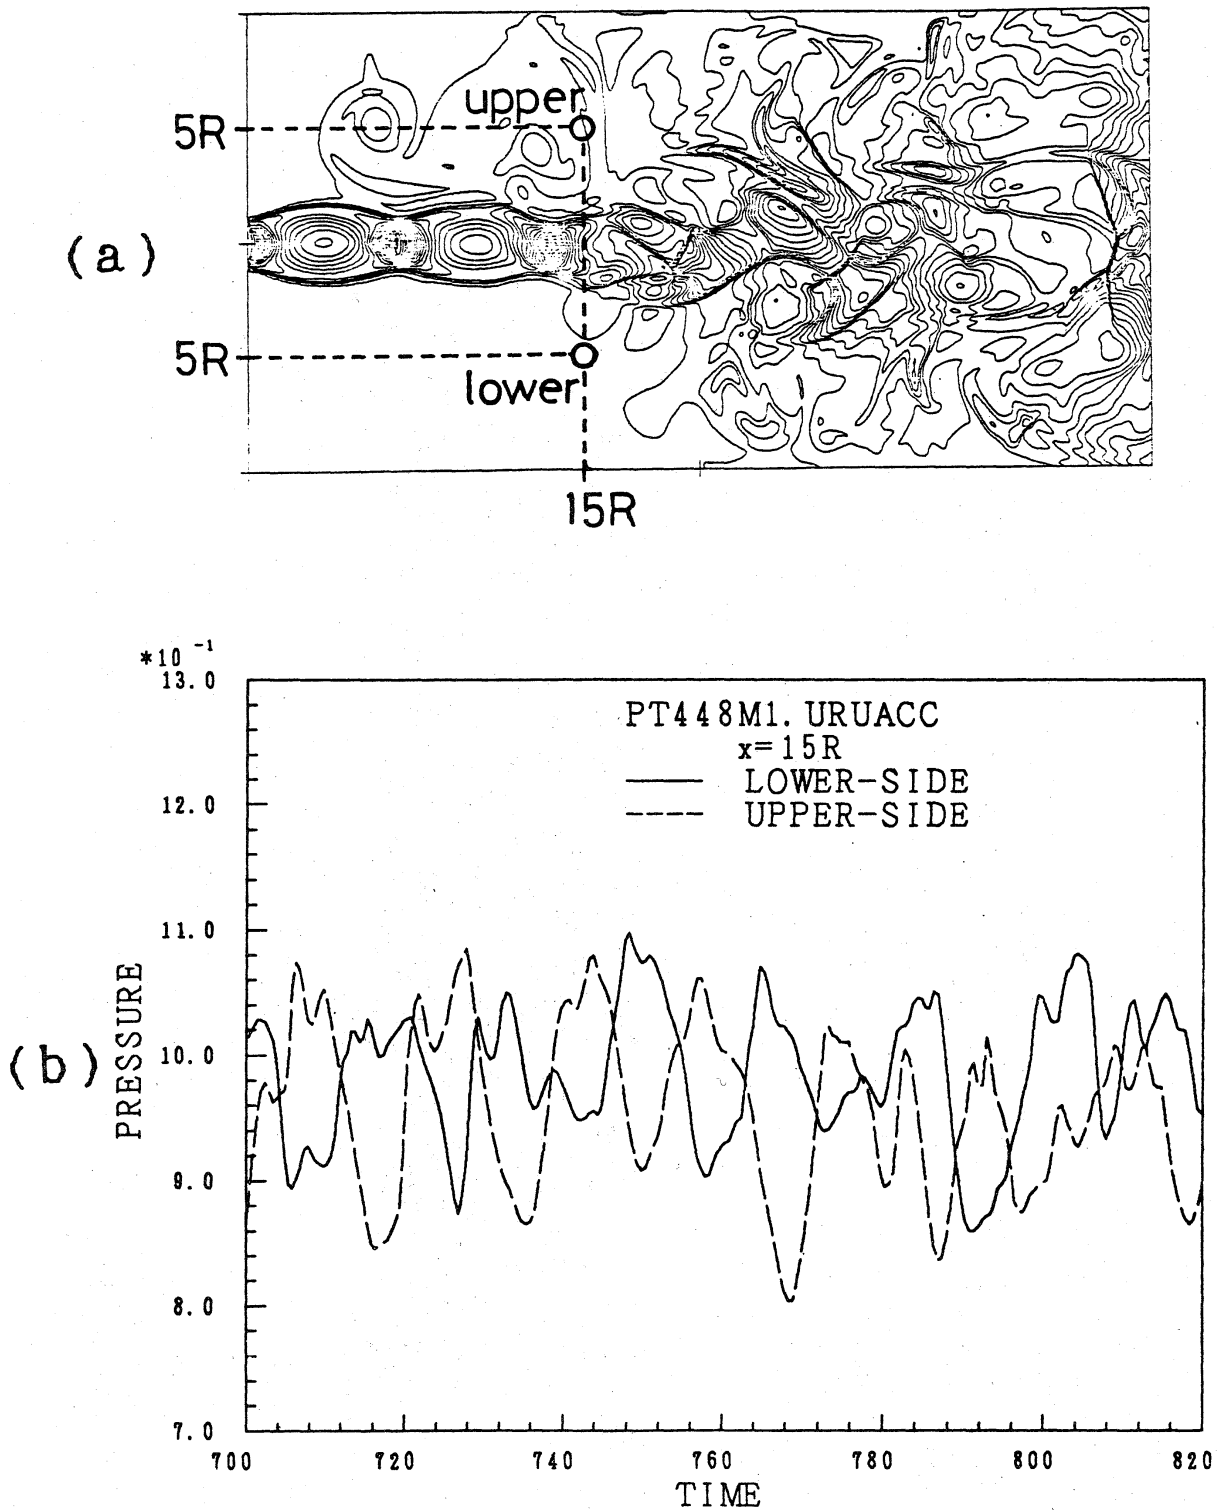 upper
5R
(a)
5R
lower
15R
*10 -1
13.0
PT448M1. URUACC
x=15R
LOWER-SIDE
12.0
UPPER-SIDE
11.0
PRESSURE
10.0
(b)
9.0
8.0
7.0
700 720 740 760 780 800 820
TIME